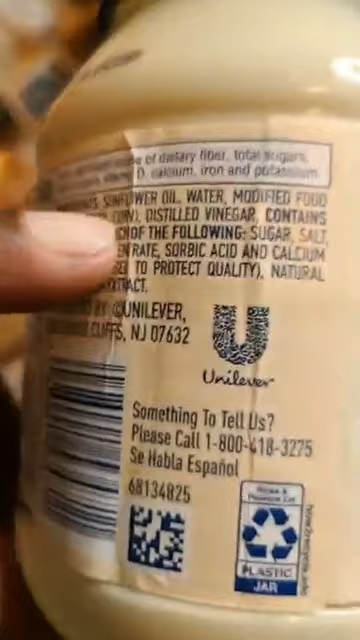 of dietary fiber, total sugars,
D, calcium, iron and potassium.
SUNFLOWER OIL, WATER, MODIFIED FOOD
CORN), DISTILLED VINEGAR, CONTAINS
OF THE FOLLOWING: SUGAR, SALT,
SORBIC ACID AND CALCIUM
TO PROTECT QUALITY), NATURAL
BY ©UNILEVER,
CLIFFS, NJ 07632
Unilever
Something To Tell Us?
Please Call 1-800-418-3275
Se Habla Español
68134825
PLASTIC
JAR